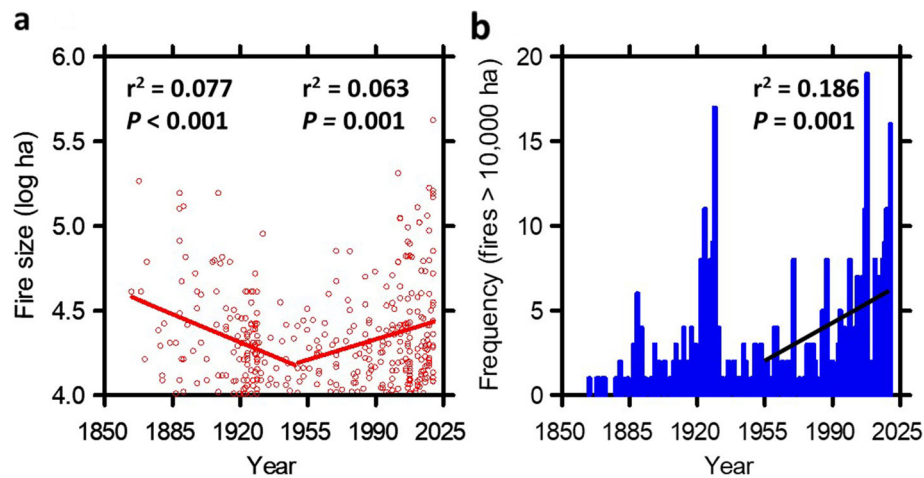 a
6.0
5.5
5.0
4.5
4.0
Fire size (log ha)
r² = 0.077
P < 0.001
r² = 0.063
P = 0.001
1850 1885 1920 1955 1990 2025
Year
b
20
15
10
5
0
Frequency (fires > 10,000 ha)
r² = 0.186
P = 0.001
1850 1885 1920 1955 1990 2025
Year